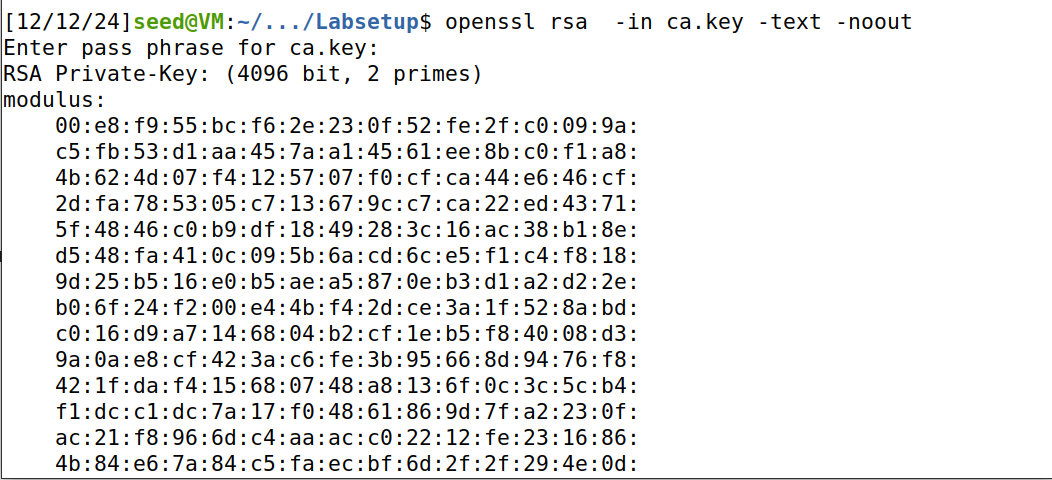 [12/12/24]seed@VM:~/.../Labsetup$ openssl rsa  -in ca.key -text -noout
Enter pass phrase for ca.key:
RSA Private-Key: (4096 bit, 2 primes)
modulus:
    00:e8:f9:55:bc:f6:2e:23:0f:52:fe:2f:c0:09:9a:
    c5:fb:53:d1:aa:45:7a:a1:45:61:ee:8b:c0:f1:a8:
    4b:62:4d:07:f4:12:57:07:f0:cf:ca:44:e6:46:cf:
    2d:fa:78:53:05:c7:13:67:9c:c7:ca:22:ed:43:71:
    5f:48:46:c0:b9:df:18:49:28:3c:16:ac:38:b1:8e:
    d5:48:fa:41:0c:09:5b:6a:cd:6c:e5:f1:c4:f8:18:
    9d:25:b5:16:e0:b5:ae:a5:87:0e:b3:d1:a2:d2:2e:
    b0:6f:24:f2:00:e4:4b:f4:2d:ce:3a:1f:52:8a:bd:
    c0:16:d9:a7:14:68:04:b2:cf:1e:b5:f8:40:08:d3:
    9a:0a:e8:cf:42:3a:c6:fe:3b:95:66:8d:94:76:f8:
    42:1f:da:f4:15:68:07:48:a8:13:6f:0c:3c:5c:b4:
    f1:dc:c1:dc:7a:17:f0:48:61:86:9d:7f:a2:23:0f:
    ac:21:f8:96:6d:c4:aa:ac:c0:22:12:fe:23:16:86:
    4b:84:e6:7a:84:c5:fa:ec:bf:6d:2f:2f:29:4e:0d: